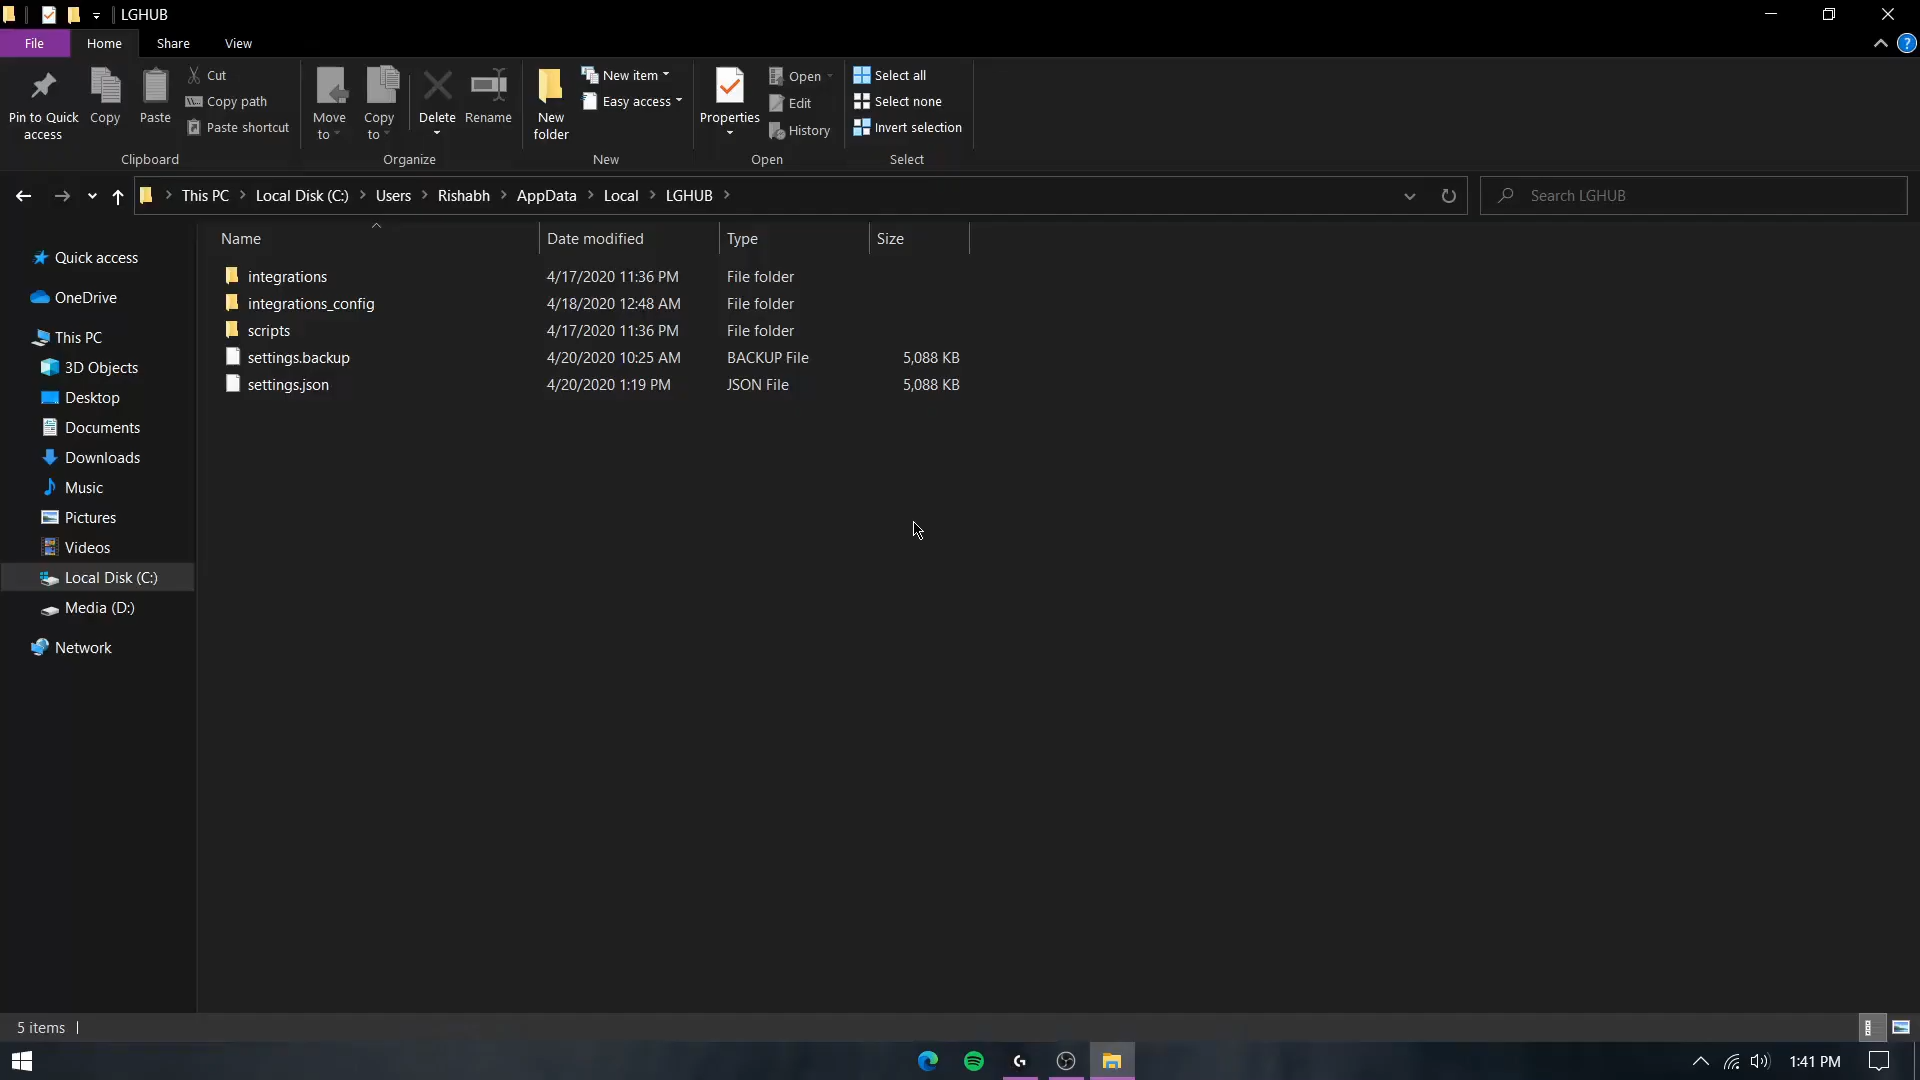 LGHUB
File Home Share View
Pin to Quick access
Copy
Paste
Cut
Copy path
Paste shortcut
Clipboard
Move to
Copy to
Delete
Rename
Organize
New folder
New item
Easy access
New
Properties
Open
Edit
History
Open
Select all
Select none
Invert selection
Select
This PC Local Disk (C:) Users Rishabh AppData Local LGHUB
Search LGHUB
Name Date modified Type Size
integrations 4/17/2020 11:36 PM File folder
integrations_config 4/18/2020 12:48 AM File folder
scripts 4/17/2020 11:36 PM File folder
settings.backup 4/20/2020 10:25 AM BACKUP File 5,088 KB
settings.json 4/20/2020 1:19 PM JSON File 5,088 KB
Quick access
OneDrive
This PC
3D Objects
Desktop
Documents
Downloads
Music
Pictures
Videos
Local Disk (C:)
Media (D:)
Network
5 items
1:41 PM